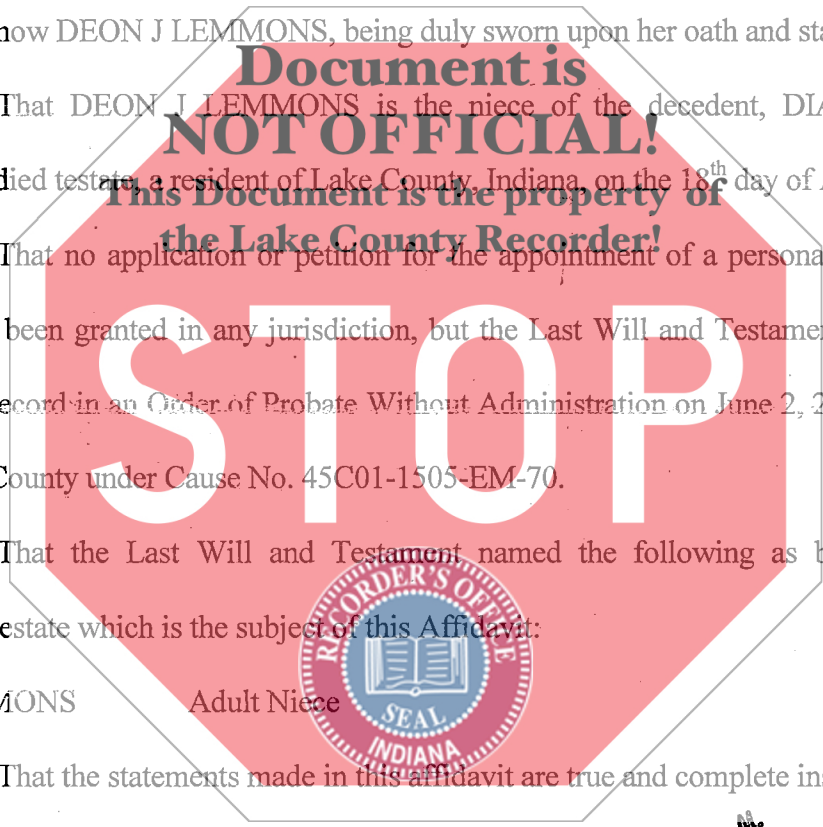 now DEON J LEMMONS, being duly sworn upon her oath and sta
Document is
That DEON J LEMMONS is the niece of the decedent, DIA
NOT OFFICIAL!
died testate, a resident of Lake County, Indiana, on the 18th day of
This Document is the property of
the Lake County Recorder!
That no application or petition for the appointment of a persona
been granted in any jurisdiction, but the Last Will and Testamen
STOP
ecord in an Order of Probate Without Administration on June 2, 2
County under Cause No. 45C01-1505-EM-70.
That the Last Will and Testament named the following as b
RECORDER'S OFFICE
estate which is the subject of this Affidavit:
MONS Adult Niece
SEAL
INDIANA
That the statements made in this affidavit are true and complete ins